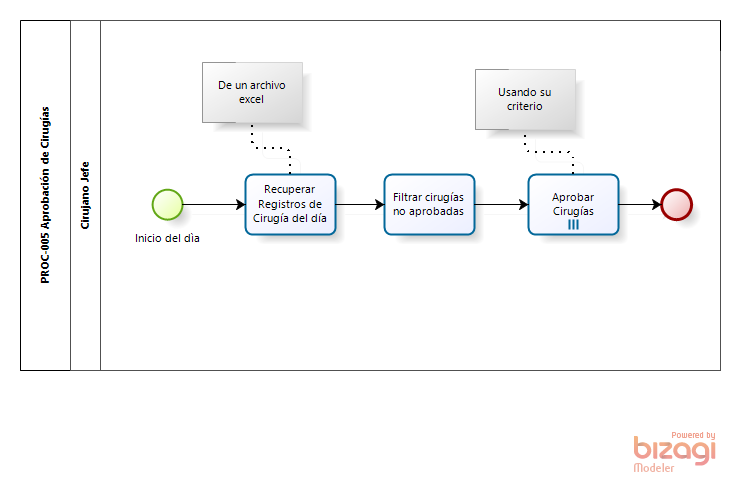 PROC-005 Aprobación de Cirugías
Cirujano Jefe
De un archivo
excel
Usando su
criterio
Recuperar
Registros de
Cirugía del día
Filtrar cirugías
no aprobadas
Aprobar
Cirugías
Inicio del dìa
Powered by
bizagi
Modeler